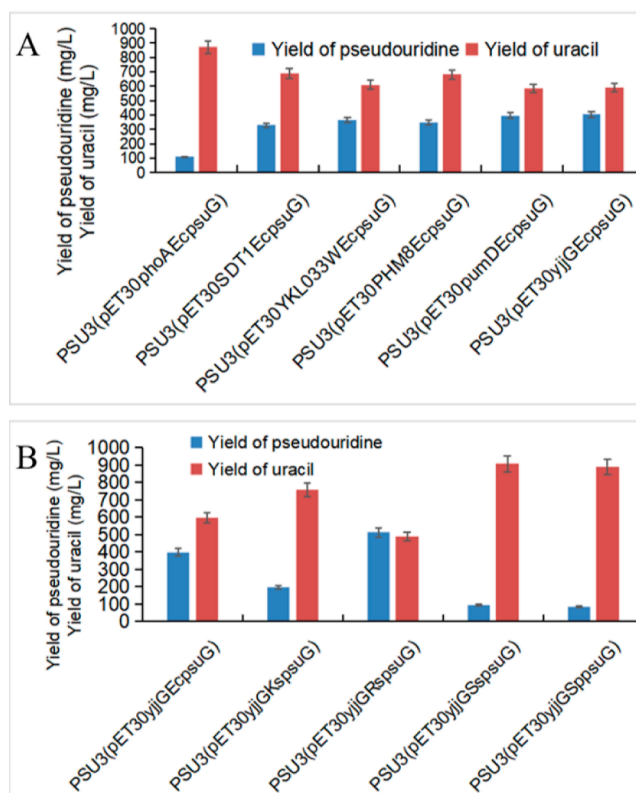 A
Yield of pseudouridine (mg/L)
Yield of uracil (mg/L)
1000
900
800
700
600
500
400
300
200
100
0
Yield of pseudouridine
Yield of uracil
PSU3(pET30phoAEcpsuG)
PSU3(pET30SDT1EcpsuG)
PSU3(pET30YKL033WEcpsuG)
PSU3(pET30PHM8EcpsuG)
PSU3(pET30pumDEcpsuG)
PSU3(pET30yjjGEcpsuG)
B
Yield of pseudouridine (mg/L)
Yield of uracil (mg/L)
1000
900
800
700
600
500
400
300
200
100
0
Yield of pseudouridine
Yield of uracil
PSU3(pET30yjjGEcpsuG)
PSU3(pET30yjjGKspsuG)
PSU3(pET30yjjGRspsuG)
PSU3(pET30yjjGSspsuG)
PSU3(pET30yjjGSppsuG)